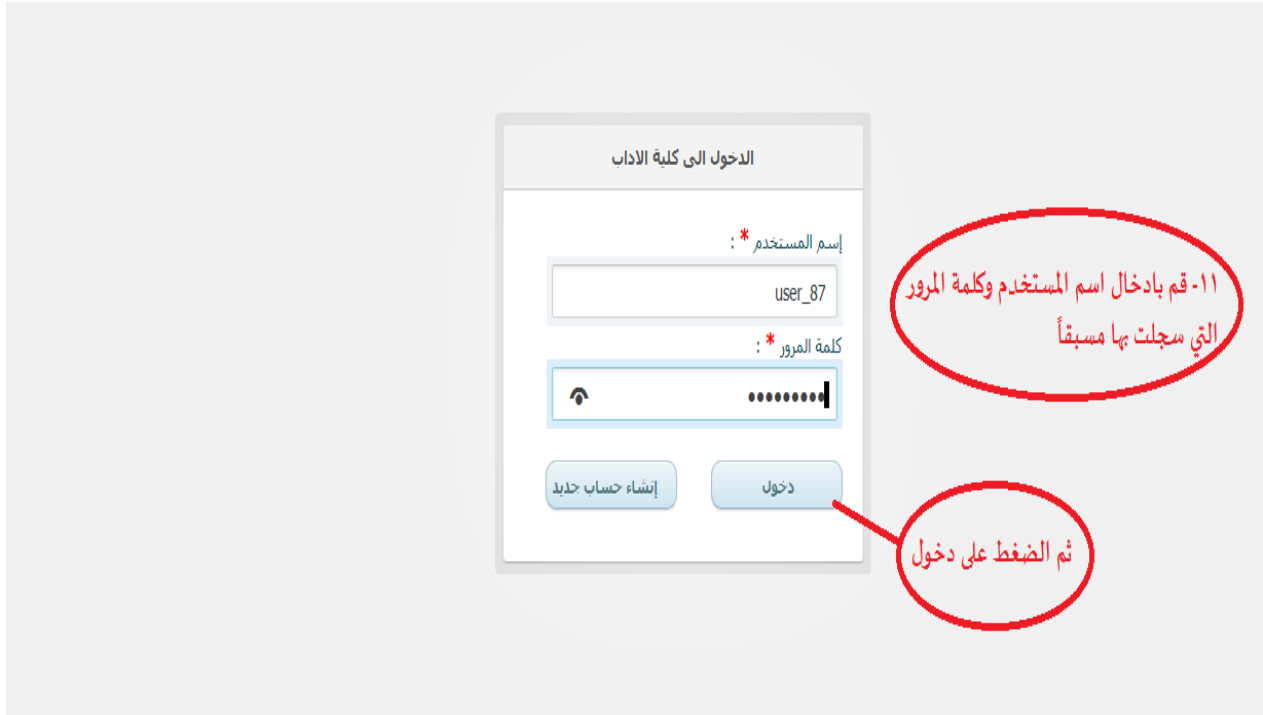 الدخول الى كلية الاداب
إسم المستخدم * :
user_87
كلمة المرور * :
•••••••••
دخول
إنشاء حساب جديد
١١- قم بادخال اسم المستخدم وكلمة المرور
التي سجلت بها مسبقاً
ثم الضغط على دخول